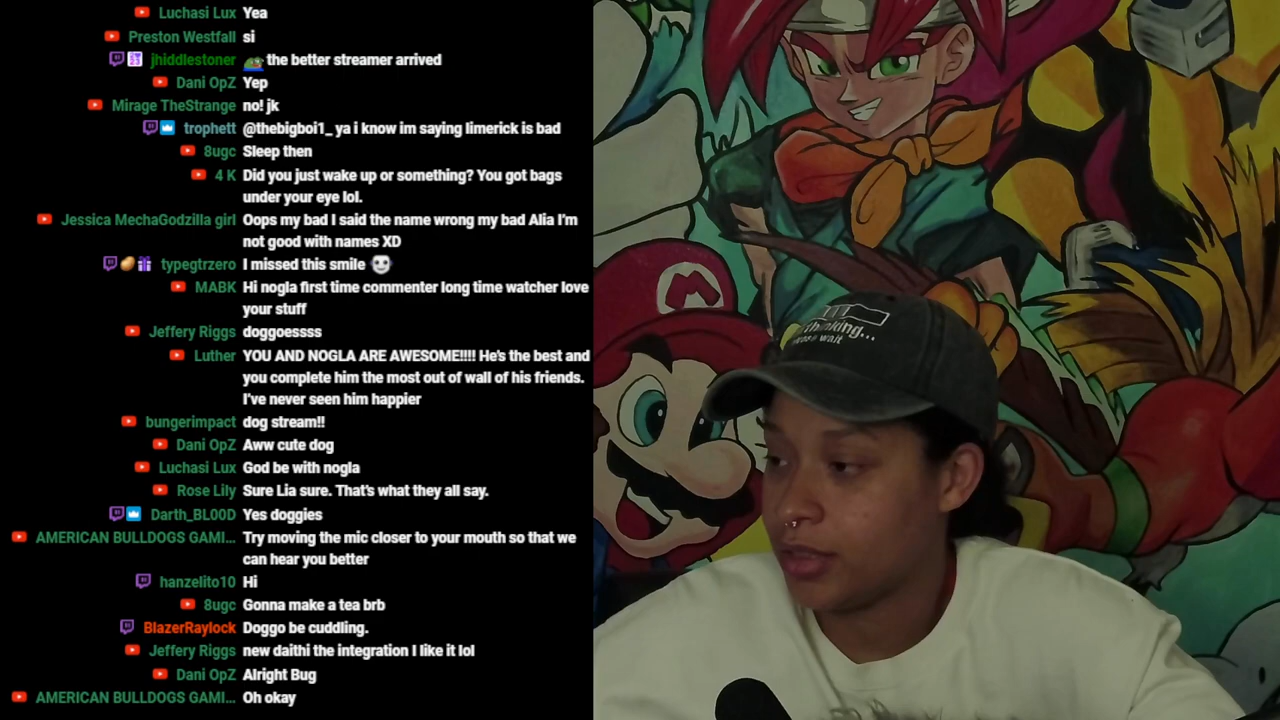 Luchasi Lux Yea
Preston Westfall si
jhiddlestoner the better streamer arrived
Dani OpZ Yep
Mirage TheStrange no! jk
trophett @thebigboi1_ ya i know im saying limerick is bad
8ugc Sleep then
4 K Did you just wake up or something? You got bags
under your eye lol.
Jessica MechaGodzilla girl Oops my bad I said the name wrong my bad Alia I'm
not good with names XD
typegtrzero I missed this smile
MABK Hi nogla first time commenter long time watcher love
your stuff
Jeffery Riggs doggoessss
Luther YOU AND NOGLA ARE AWESOME!!!! He's the best and
you complete him the most out of wall of his friends.
I've never seen him happier
bungerimpact dog stream!!
Dani OpZ Aww cute dog
Luchasi Lux God be with nogla
Rose Lily Sure Lia sure. That's what they all say.
Darth_BL00D Yes doggies
AMERICAN BULLDOGS GAMI... Try moving the mic closer to your mouth so that we
can hear you better
hanzelito10 Hi
8ugc Gonna make a tea brb
BlazerRaylock Doggo be cuddling.
Jeffery Riggs new daithi the integration I like it lol
Dani OpZ Alright Bug
AMERICAN BULLDOGS GAMI... Oh okay
M
Thinking...
wait